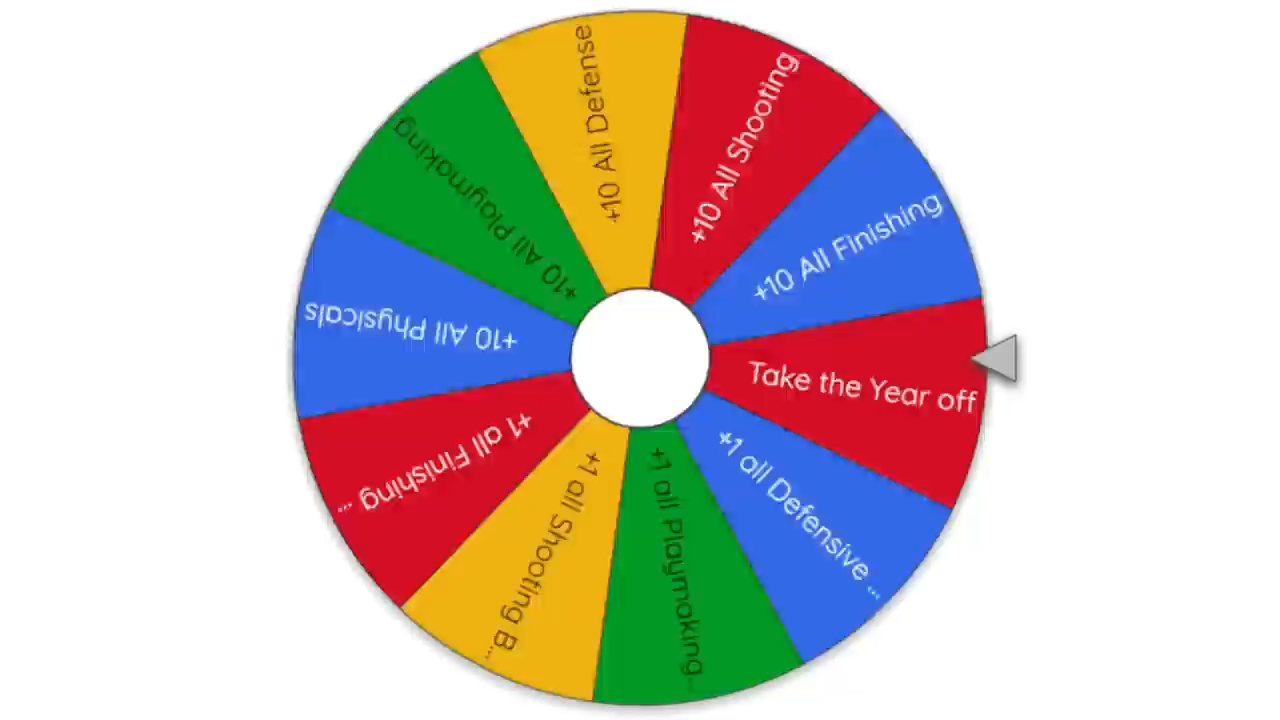 +10 All Defense
+10 All Shooting
+10 All Finishing
Take the Year off
+1 all Defensive ...
+1 all Playmaking...
+1 all Shooting B...
+1 all Finishing ...
+10 All Physicals
+10 All Playmaking